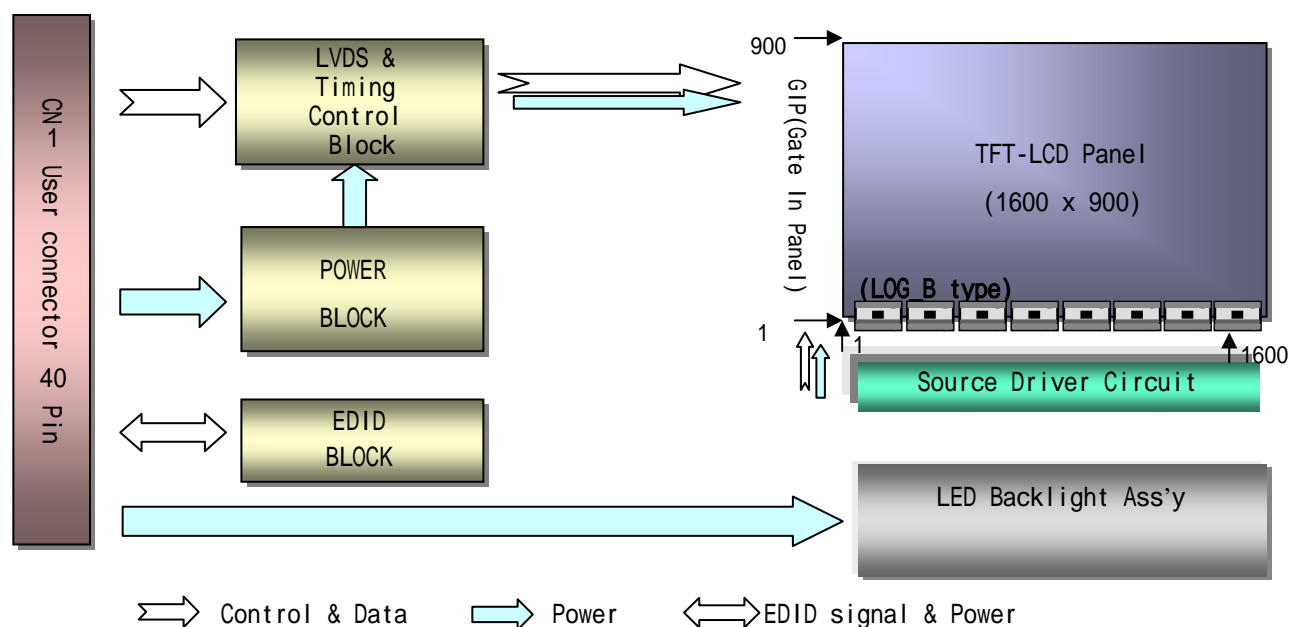 CN-1 User connector 40 Pin
LVDS &
Timing
Control
Block
POWER
BLOCK
EDID
BLOCK
900
GIP(Gate In Panel)
1
TFT-LCD Panel
(1600 x 900)
(LOG_B type)
1
1600
Source Driver Circuit
LED Backlight Ass’y
Control & Data
Power
EDID signal & Power